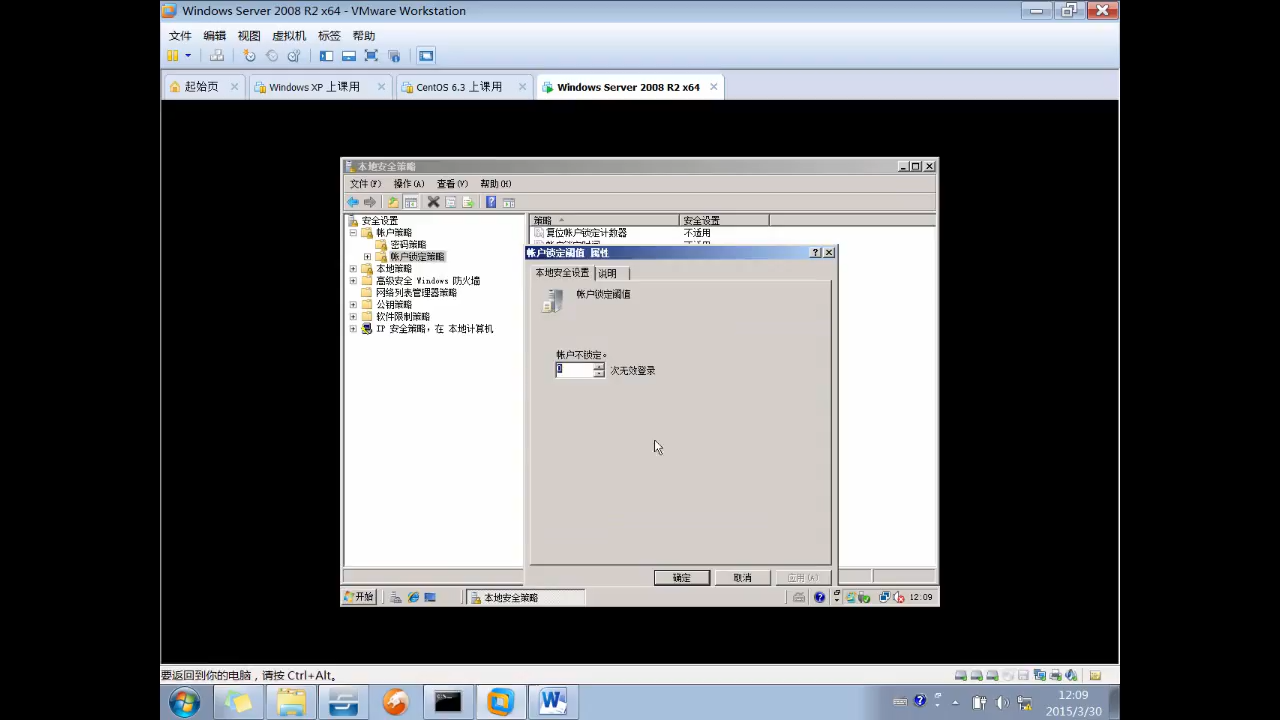 Windows Server 2008 R2 x64 - VMware Workstation
文件 编辑 视图 虚拟机 标签 帮助
起始页 Windows XP 上课用 CentOS 6.3 上课用 Windows Server 2008 R2 x64
本地安全策略
文件(F) 操作(A) 查看(V) 帮助(H)
安全设置
帐户策略
密码策略
帐户锁定策略
本地策略
高级安全 Windows 防火墙
网络列表管理器策略
公钥策略
软件限制策略
IP 安全策略，在 本地计算机
策略 安全设置
复位帐户锁定计数器 不适用
帐户锁定时间 不适用
帐户锁定阈值 属性
本地安全设置 说明
帐户锁定阈值
帐户不锁定。
0 次无效登录
确定 取消 应用(A)
开始 本地安全策略 12:09
要返回到你的电脑，请按 Ctrl+Alt。
12:09
2015/3/30